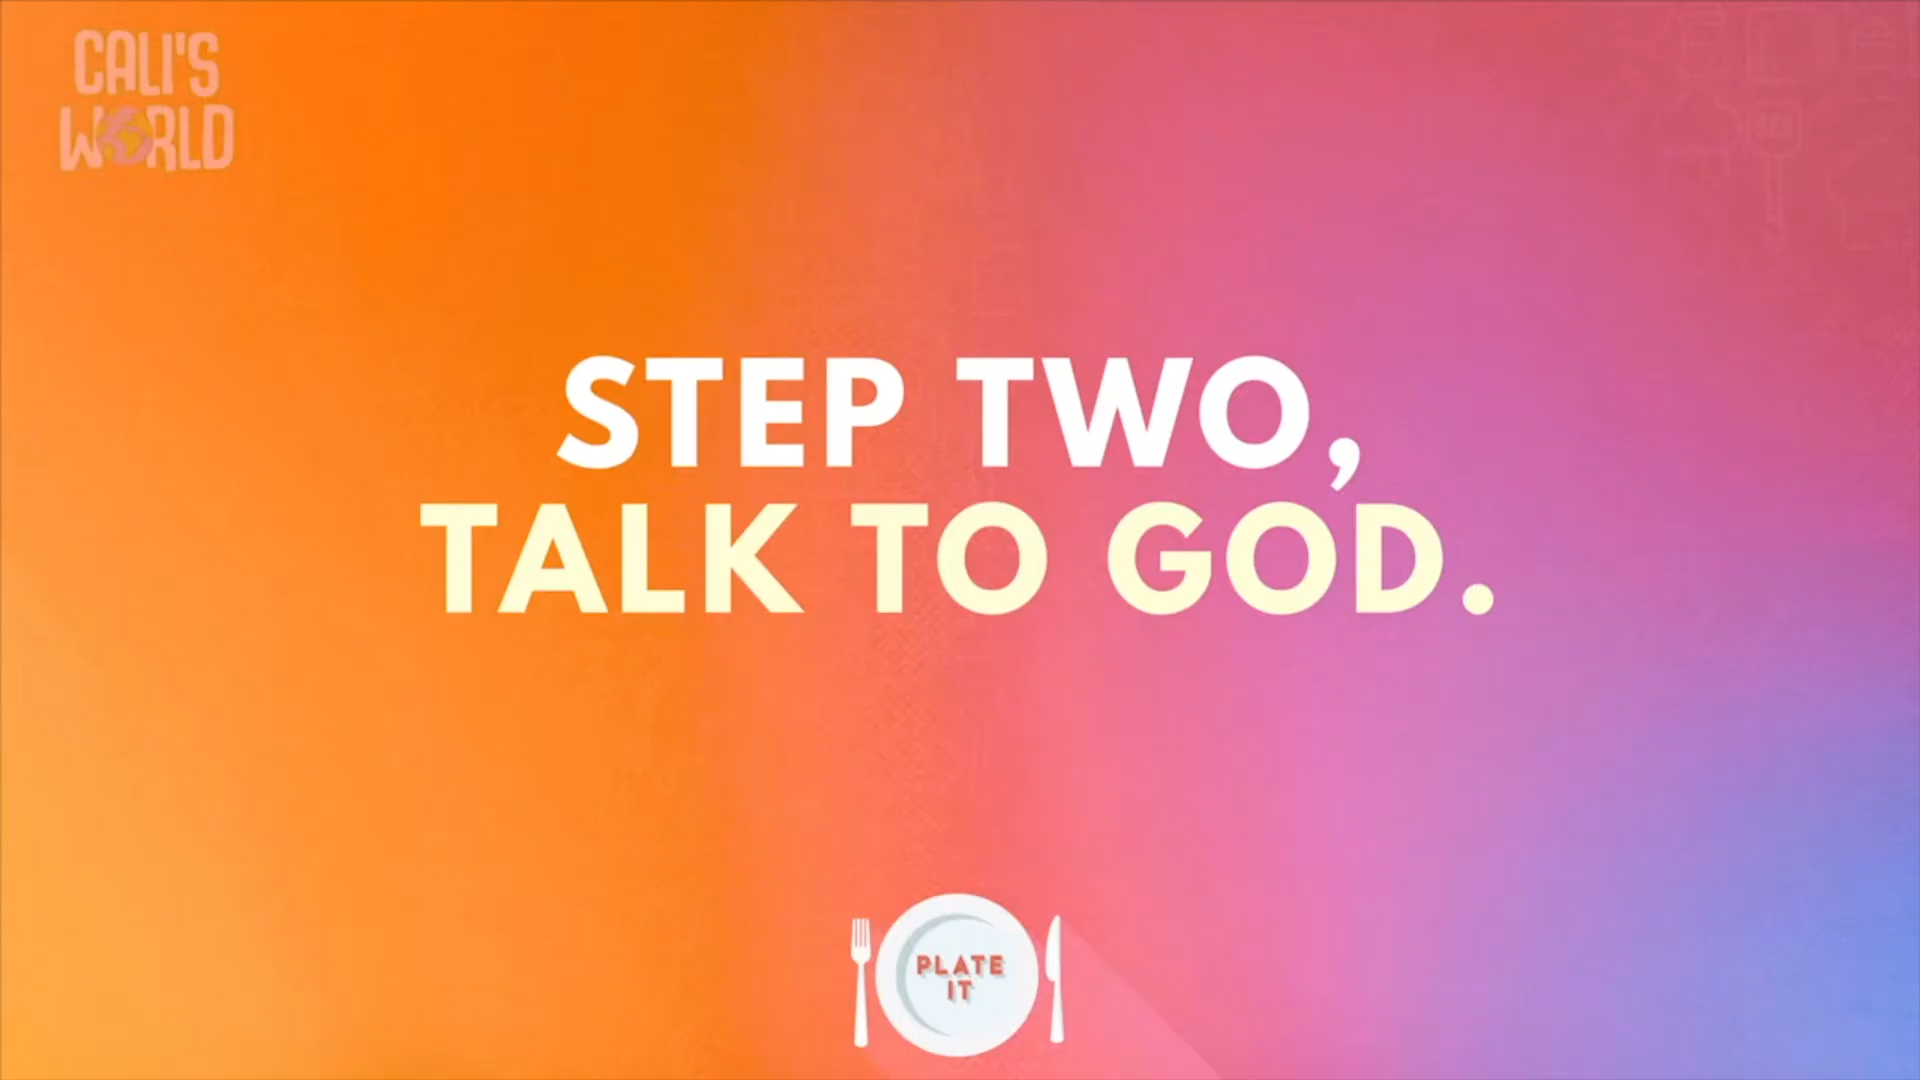 CALI'S
WORLD
STEP TWO,
TALK TO GOD.
PLATE
IT